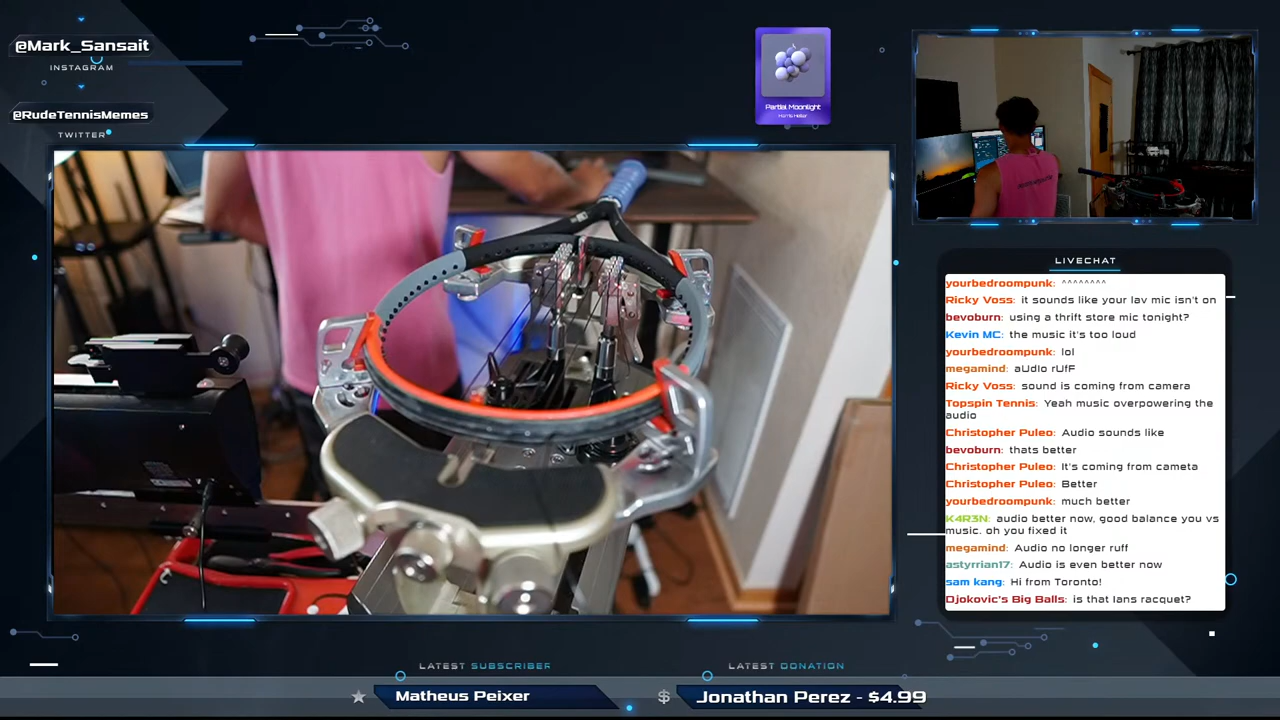 @Mark_Sansait
INSTAGRAM
@RudeTennisMemes
TWITTER
Partial Moonlight
Harris Heller
LIVECHAT
yourbedroompunk: ^^^^^^^^
Ricky Voss: it sounds like your lav mic isn't on
bevoburn: using a thrift store mic tonight?
Kevin MC: the music it's too loud
yourbedroompunk: lol
megamind: aUdIo rUfF
Ricky Voss: sound is coming from camera
Topspin Tennis: Yeah music overpowering the
audio
Christopher Puleo: Audio sounds like
bevoburn: thats better
Christopher Puleo: It's coming from cameta
Christopher Puleo: Better
yourbedroompunk: much better
K4R3N: audio better now, good balance you vs
music. oh you fixed it
megamind: Audio no longer ruff
astyrrian17: Audio is even better now
sam kang: Hi from Toronto!
Djokovic's Big Balls: is that Ians racquet?
LATEST SUBSCRIBER
LATEST DONATION
Matheus Peixer
$ Jonathan Perez - $4.99